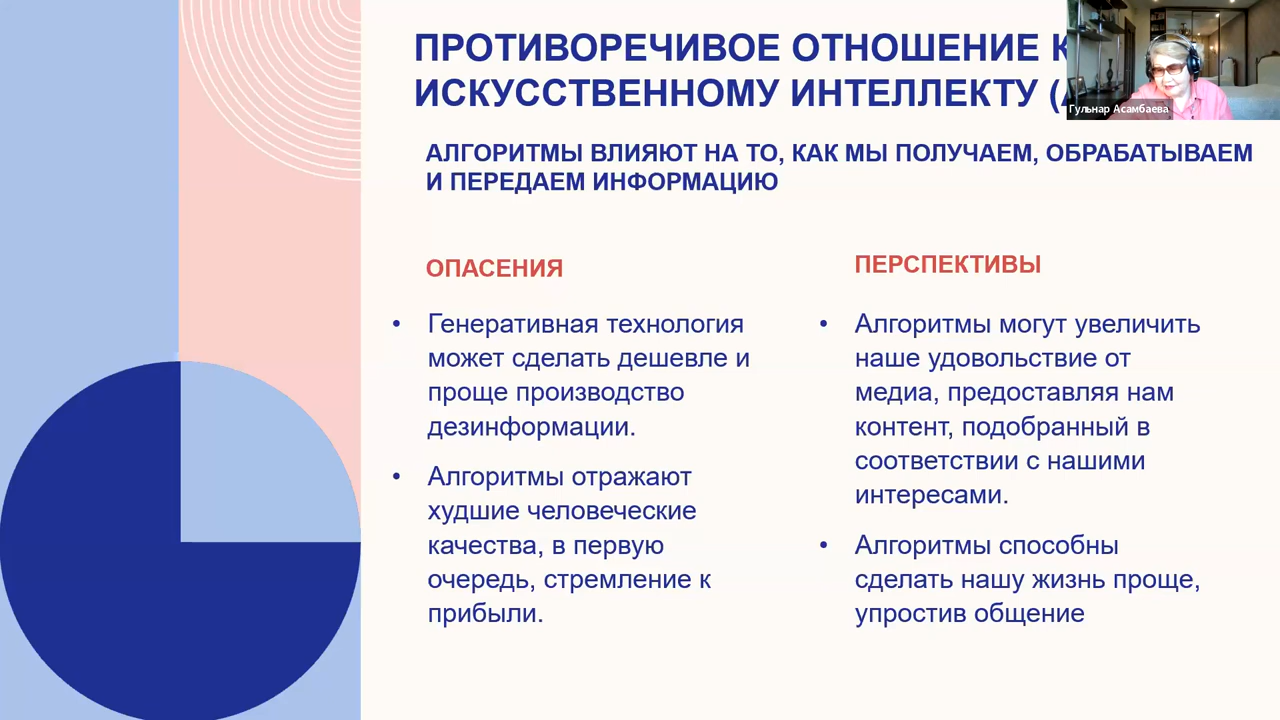 ПРОТИВОРЕЧИВОЕ ОТНОШЕНИЕ К
ИСКУССТВЕННОМУ ИНТЕЛЛЕКТУ (
Гульнар Асамбаева
АЛГОРИТМЫ ВЛИЯЮТ НА ТО, КАК МЫ ПОЛУЧАЕМ, ОБРАБАТЫВАЕМ
И ПЕРЕДАЕМ ИНФОРМАЦИЮ
ОПАСЕНИЯ
• Генеративная технология
может сделать дешевле и
проще производство
дезинформации.
• Алгоритмы отражают
худшие человеческие
качества, в первую
очередь, стремление к
прибыли.
ПЕРСПЕКТИВЫ
• Алгоритмы могут увеличить
наше удовольствие от
медиа, предоставляя нам
контент, подобранный в
соответствии с нашими
интересами.
• Алгоритмы способны
сделать нашу жизнь проще,
упростив общение